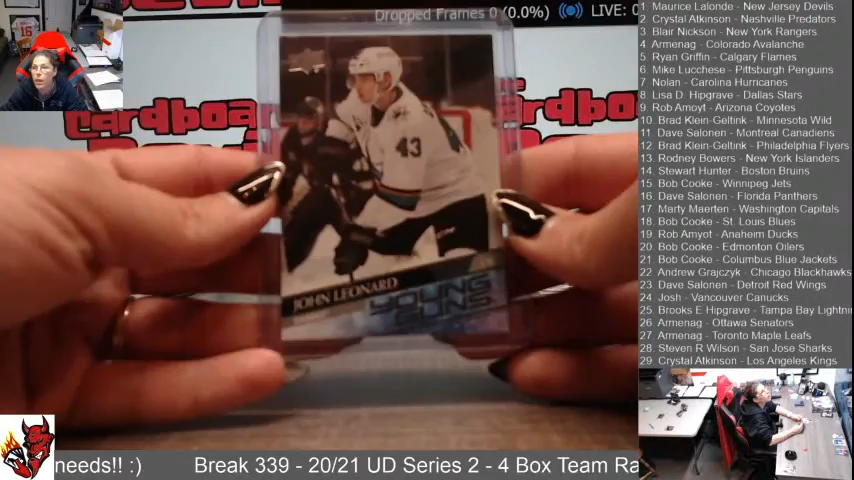 Dropped Frames 0 (0.0%) LIVE: 0
16
Cardboa
43
JOHN LEONARD
YOUNG
GUNS
1 Maurice Lalonde - New Jersey Devils
2 Crystal Atkinson - Nashville Predators
3 Blair Nickson - New York Rangers
4 Armenag - Colorado Avalanche
5 Ryan Griffin - Calgary Flames
6 Mike Lucchese - Pittsburgh Penguins
7 Nolan - Carolina Hurricanes
8 Lisa D. Hipgrave - Dallas Stars
9 Rob Amoyt - Arizona Coyotes
10 Brad Klein-Geltink - Minnesota Wild
11 Dave Salonen - Montreal Canadiens
12 Brad Klein-Geltink - Philadelphia Flyers
13 Rodney Bowers - New York Islanders
14 Stewart Hunter - Boston Bruins
15 Bob Cooke - Winnipeg Jets
16 Dave Salonen - Florida Panthers
17 Marty Maerten - Washington Capitals
18 Bob Cooke - St. Louis Blues
19 Rob Amyot - Anaheim Ducks
20 Bob Cooke - Edmonton Oilers
21 Bob Cooke - Columbus Blue Jackets
22 Andrew Grajczyk - Chicago Blackhawks
23 Dave Salonen - Detroit Red Wings
24 Josh - Vancouver Canucks
25 Brooks E Hipgrave - Tampa Bay Lightni
26 Armenag - Ottawa Senators
27 Armenag - Toronto Maple Leafs
28 Steven R Wilson - San Jose Sharks
29 Crystal Atkinson - Los Angeles Kings
needs!! :) Break 339 - 20/21 UD Series 2 - 4 Box Team Ra